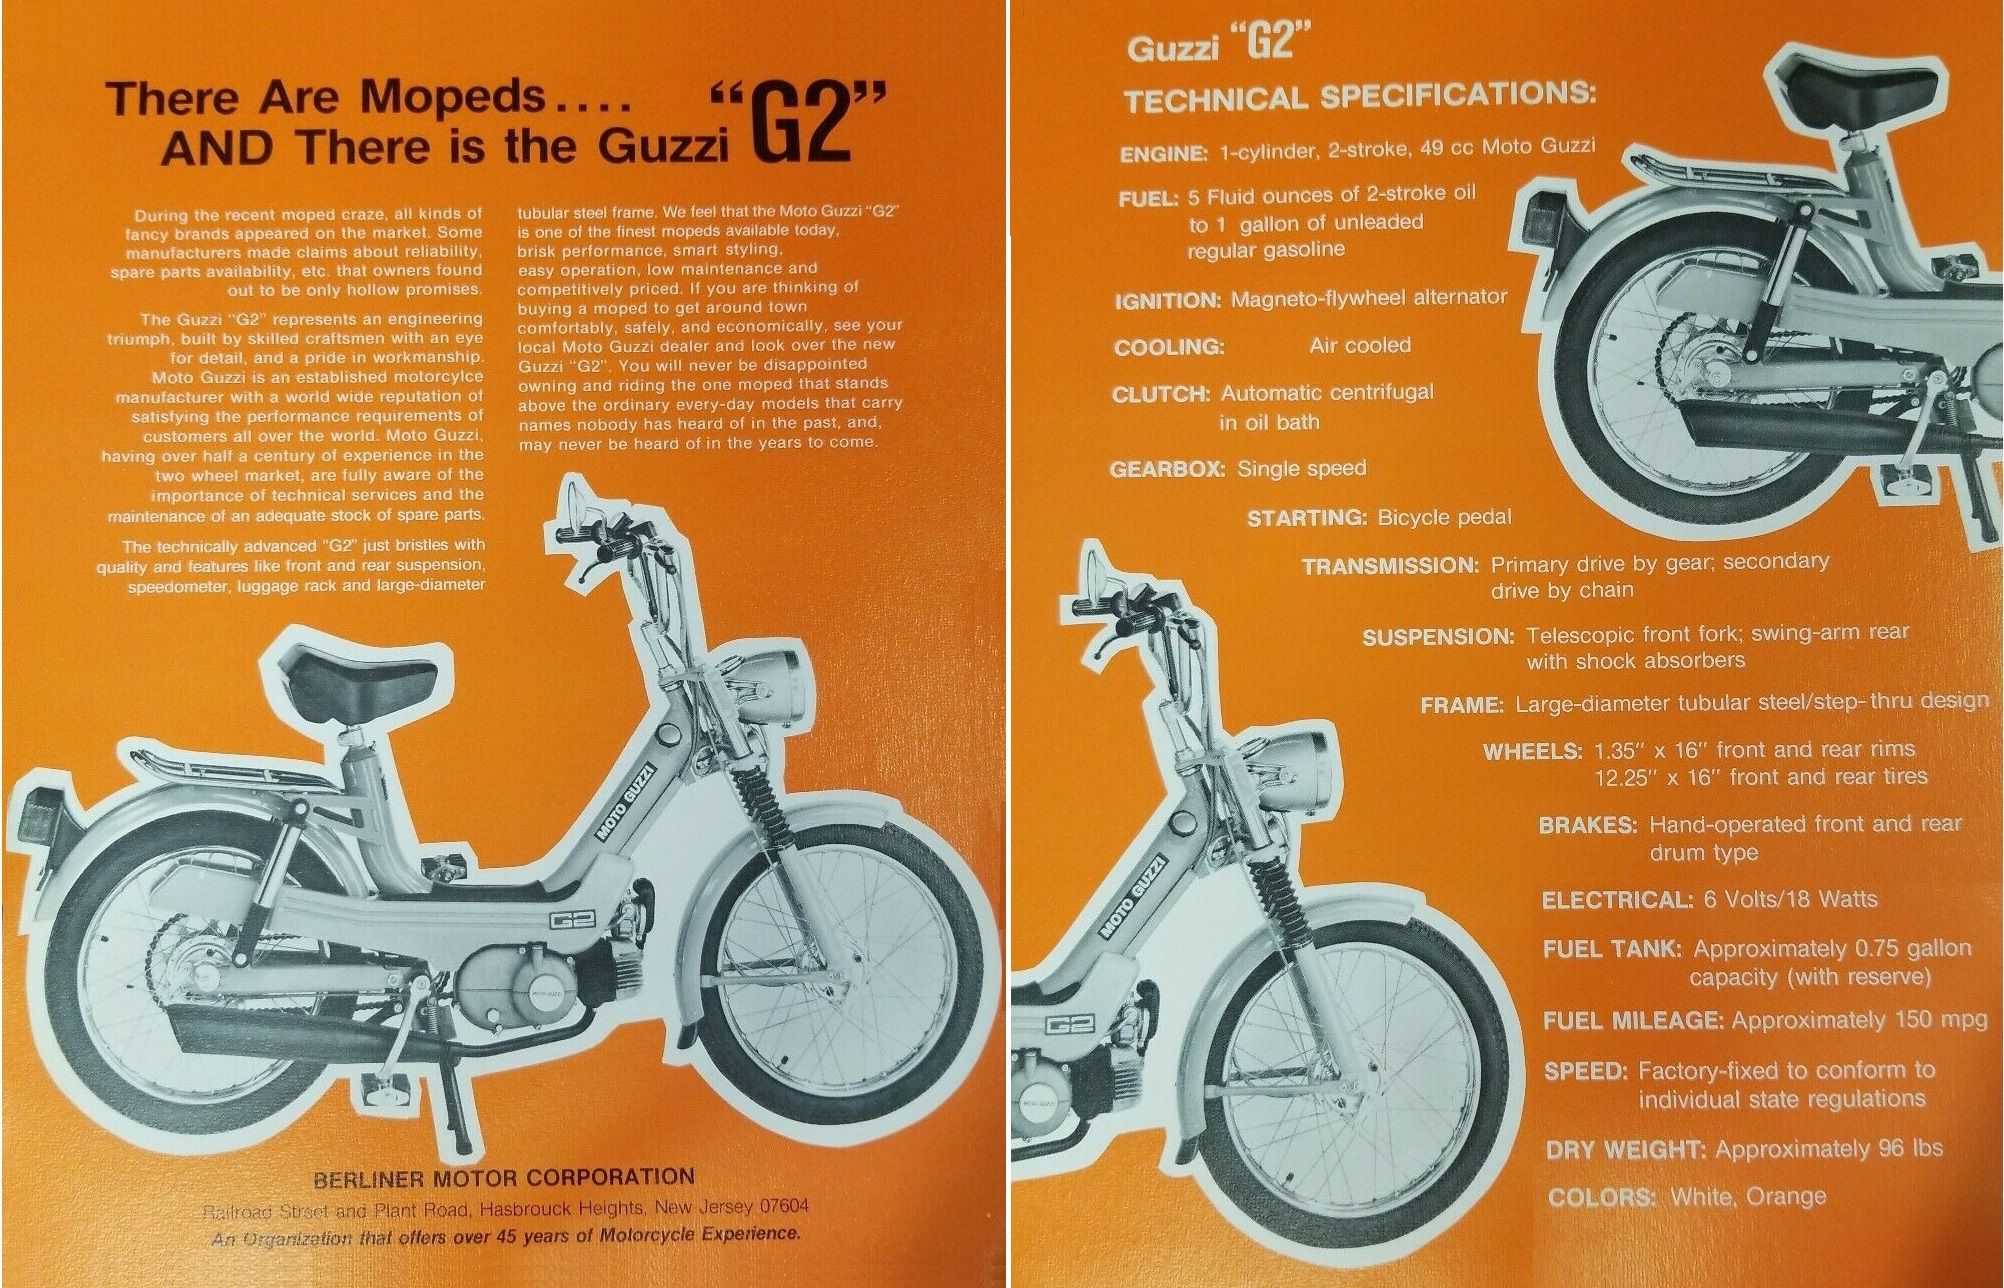 There Are Mopeds....
AND There is the Guzzi “G2”
During the recent moped craze, all kinds of
fancy brands appeared on the market. Some
manufacturers made claims about reliability,
spare parts availability, etc. that owners found
out to be only hollow promises.
The Guzzi “G2” represents an engineering
triumph, built by skilled craftsmen with an eye
for detail, and a pride in workmanship.
Moto Guzzi is an established motorcylce
manufacturer with a world wide reputation of
satisfying the performance requirements of
customers all over the world. Moto Guzzi,
having over half a century of experience in the
two wheel market, are fully aware of the
importance of technical services and the
maintenance of an adequate stock of spare parts.
The technically advanced “G2” just bristles with
quality and features like front and rear suspension,
speedometer, luggage rack and large-diameter
tubular steel frame. We feel that the Moto Guzzi “G2”
is one of the finest mopeds available today,
brisk performance, smart styling,
easy operation, low maintenance and
competitively priced. If you are thinking of
buying a moped to get around town
comfortably, safely, and economically, see your
local Moto Guzzi dealer and look over the new
Guzzi “G2”. You will never be disappointed
owning and riding the one moped that stands
above the ordinary every-day models that carry
names nobody has heard of in the past, and,
may never be heard of in the years to come.
MOTO GUZZI
G2
MOTO GUZZI
BERLINER MOTOR CORPORATION
Railroad Street and Plant Road, Hasbrouck Heights, New Jersey 07604
An Organization that offers over 45 years of Motorcycle Experience.
Guzzi “G2”
TECHNICAL SPECIFICATIONS:
ENGINE: 1-cylinder, 2-stroke, 49 cc Moto Guzzi
FUEL: 5 Fluid ounces of 2-stroke oil
to 1 gallon of unleaded
regular gasoline
IGNITION: Magneto-flywheel alternator
COOLING: Air cooled
CLUTCH: Automatic centrifugal
in oil bath
GEARBOX: Single speed
STARTING: Bicycle pedal
TRANSMISSION: Primary drive by gear; secondary
drive by chain
SUSPENSION: Telescopic front fork; swing-arm rear
with shock absorbers
FRAME: Large-diameter tubular steel/step-thru design
WHEELS: 1.35″ x 16″ front and rear rims
12.25″ x 16″ front and rear tires
BRAKES: Hand-operated front and rear
drum type
ELECTRICAL: 6 Volts/18 Watts
FUEL TANK: Approximately 0.75 gallon
capacity (with reserve)
FUEL MILEAGE: Approximately 150 mpg
SPEED: Factory-fixed to conform to
individual state regulations
DRY WEIGHT: Approximately 96 lbs
COLORS: White, Orange
MOTO GUZZI
G2
MOTO GUZZI